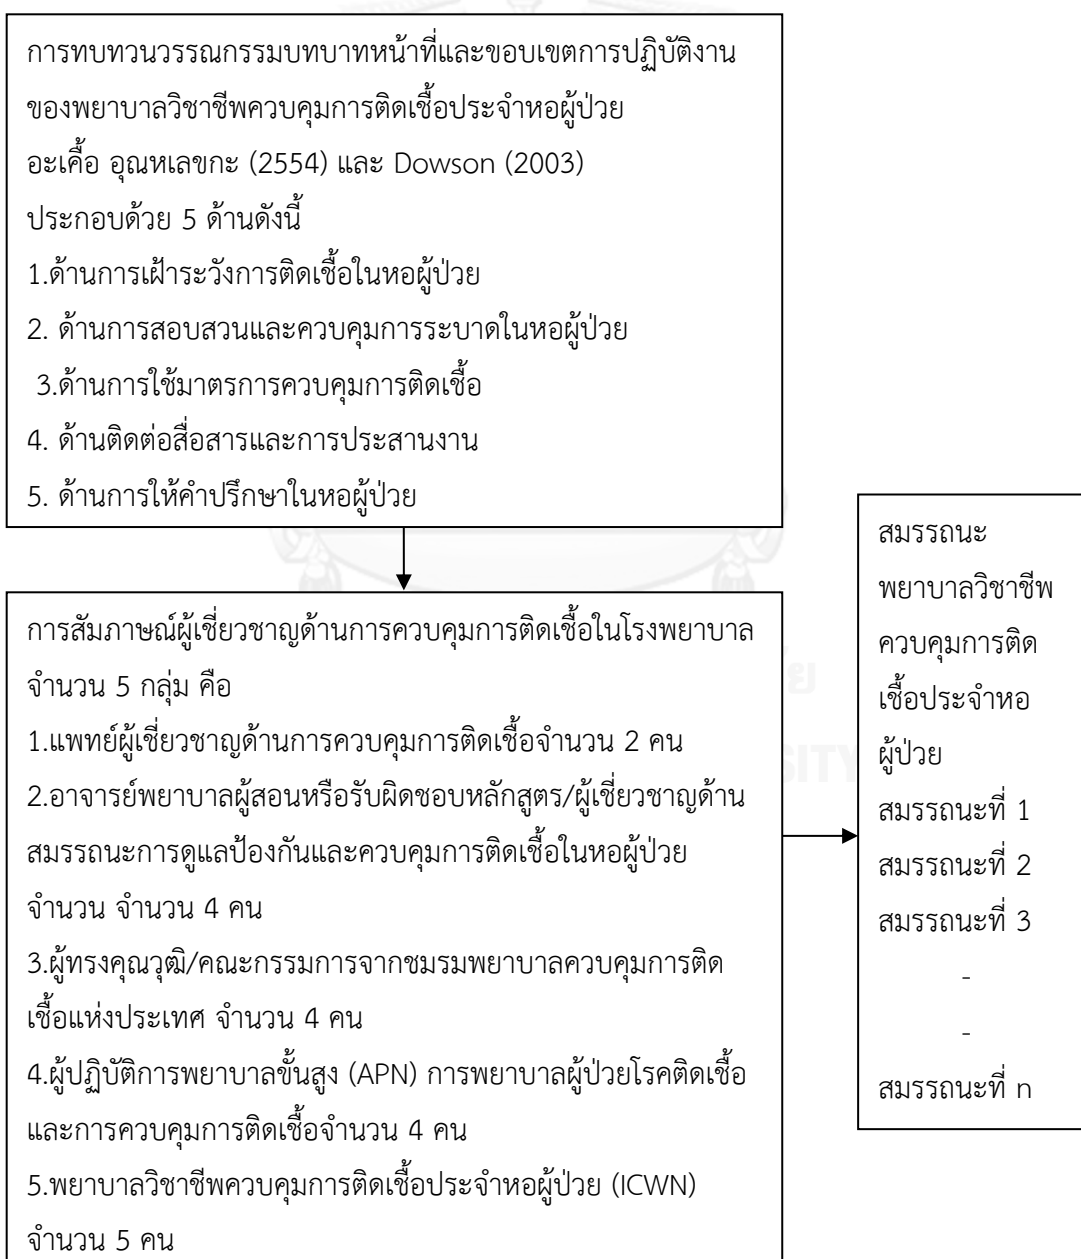 การทบทวนวรรณกรรมบทบาทหน้าที่และขอบเขตการปฏิบัติงาน
ของพยาบาลวิชาชีพควบคุมการติดเชื้อประจำหอผู้ป่วย
อะเคื้อ อุณหเลขกะ (2554) และ Dowson (2003)
ประกอบด้วย 5 ด้านดังนี้
1.ด้านการเฝ้าระวังการติดเชื้อในหอผู้ป่วย
2. ด้านการสอบสวนและควบคุมการระบาดในหอผู้ป่วย
3.ด้านการใช้มาตรการควบคุมการติดเชื้อ
4. ด้านติดต่อสื่อสารและการประสานงาน
5. ด้านการให้คำปรึกษาในหอผู้ป่วย
การสัมภาษณ์ผู้เชี่ยวชาญด้านการควบคุมการติดเชื้อในโรงพยาบาล
จำนวน 5 กลุ่ม คือ
1.แพทย์ผู้เชี่ยวชาญด้านการควบคุมการติดเชื้อจำนวน 2 คน
2.อาจารย์พยาบาลผู้สอนหรือรับผิดชอบหลักสูตร/ผู้เชี่ยวชาญด้าน
สมรรถนะการดูแลป้องกันและควบคุมการติดเชื้อในหอผู้ป่วย
จำนวน จำนวน 4 คน
3.ผู้ทรงคุณวุฒิ/คณะกรรมการจากชมรมพยาบาลควบคุมการติด
เชื้อแห่งประเทศ จำนวน 4 คน
4.ผู้ปฏิบัติการพยาบาลขั้นสูง (APN) การพยาบาลผู้ป่วยโรคติดเชื้อ
และการควบคุมการติดเชื้อจำนวน 4 คน
5.พยาบาลวิชาชีพควบคุมการติดเชื้อประจำหอผู้ป่วย (ICWN)
จำนวน 5 คน
สมรรถนะ
พยาบาลวิชาชีพ
ควบคุมการติด
เชื้อประจำหอ
ผู้ป่วย
สมรรถนะที่ 1
สมรรถนะที่ 2
สมรรถนะที่ 3
-
-
สมรรถนะที่ n